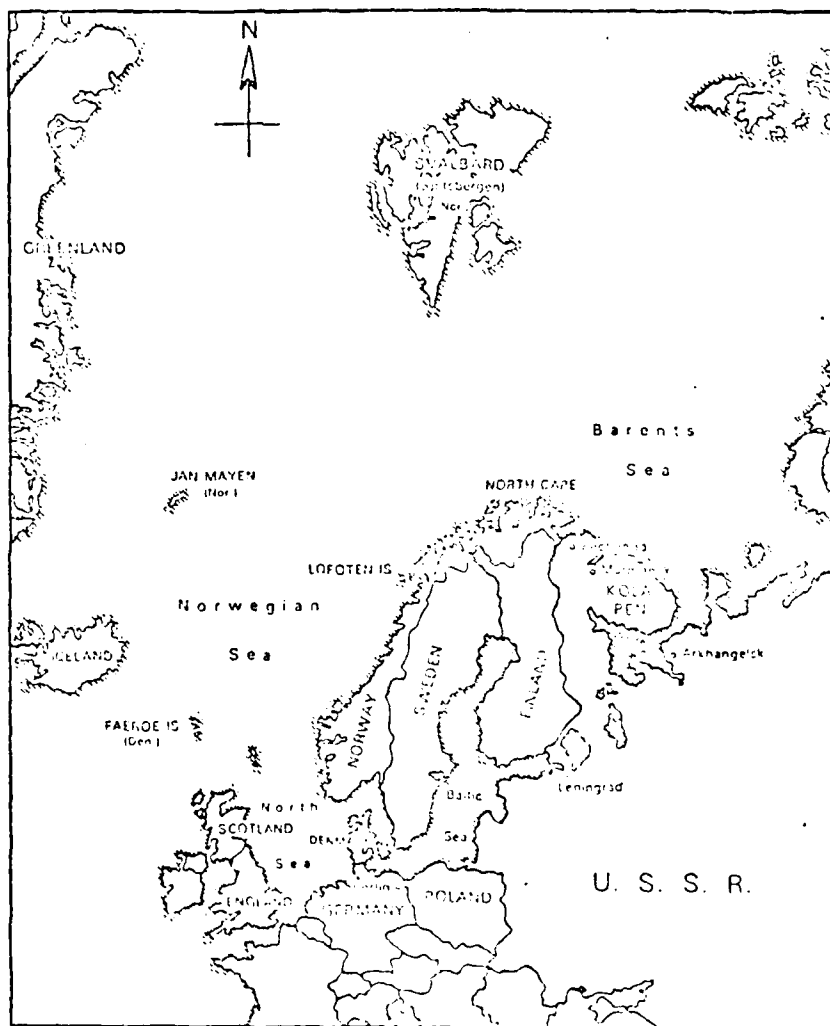 N
SVALBARD
(Spitsbergen)
Nor.
GREENLAND
Barents
Sea
JAN MAYEN
(Nor.)
NORTH CAPE
LOFOTEN IS
KOLA
PEN
Norwegian
Sea
ICELAND
Arkhangelsk
SWEDEN
FINLAND
NORWAY
FAEROE IS
(Den.)
Leningrad
Baltic
Sea
North
Sea
SCOTLAND
DENM
U. S. S. R.
ENGLAND
GERMANY
POLAND